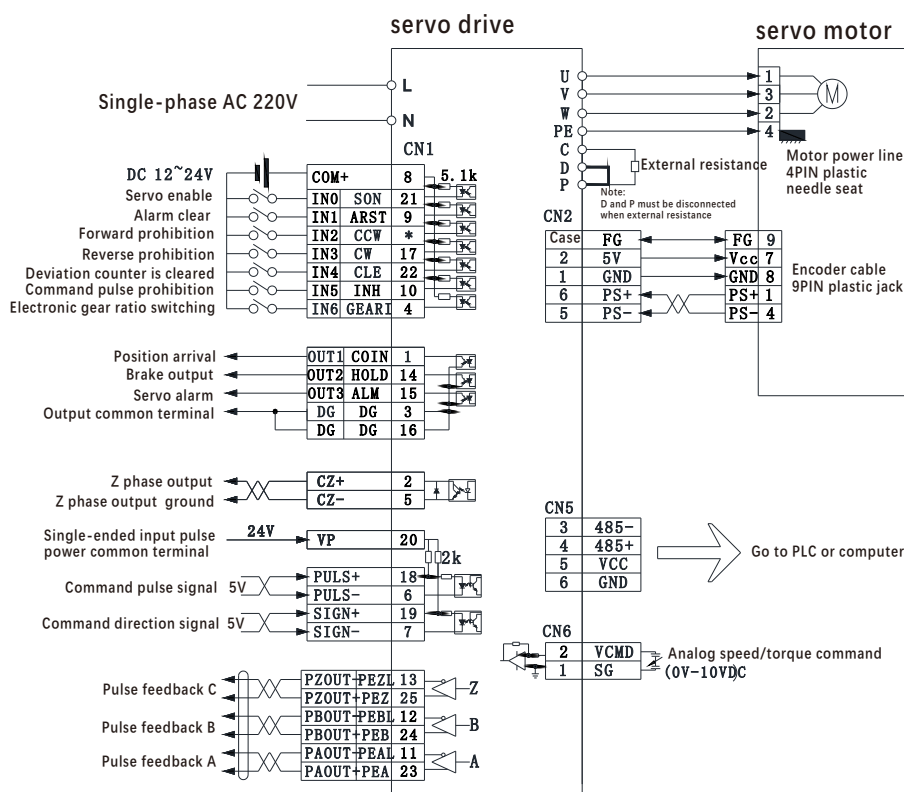 servo drive
servo motor
Single-phase AC 220V
L
N
CN1
U
V
W
PE
C
D
P
1
3
2
4
M
External resistance
Note:
D and P must be disconnected
when external resistance
Motor power line
4PIN plastic
needle seat
DC 12~24V COM+ 8 5.1k
Servo enable IN0 SON 21
Alarm clear IN1 ARST 9
Forward prohibition IN2 CCW *
Reverse prohibition IN3 CW 17
Deviation counter is cleared IN4 CLE 22
Command pulse prohibition IN5 INH 10
Electronic gear ratio switching IN6 GEARI 4
CN2
Case FG FG 9
2 5V Vcc 7
1 GND GND 8
6 PS+ PS+ 1
5 PS- PS- 4
Encoder cable
9PIN plastic jack
Position arrival OUT1 COIN 1
Brake output OUT2 HOLD 14
Servo alarm OUT3 ALM 15
Output common terminal DG DG 3
DG DG 16
Z phase output CZ+ 2
Z phase output ground CZ- 5
Single-ended input pulse
power common terminal
24V VP 20
2k
Command pulse signal 5V
PULS+ 18
PULS- 6
Command direction signal 5V
SIGN+ 19
SIGN- 7
CN5
3 485-
4 485+
5 VCC
6 GND
Go to PLC or computer
CN6
2 VCMD
1 SG
Analog speed/torque command
(0V-10VDC)
Pulse feedback C
PZOUT-PEZL 13
PZOUT+PEZ 25
Z
Pulse feedback B
PBOUT-PEBL 12
PBOUT+PEB 24
B
Pulse feedback A
PAOUT-PEAL 11
PAOUT+PEA 23
A